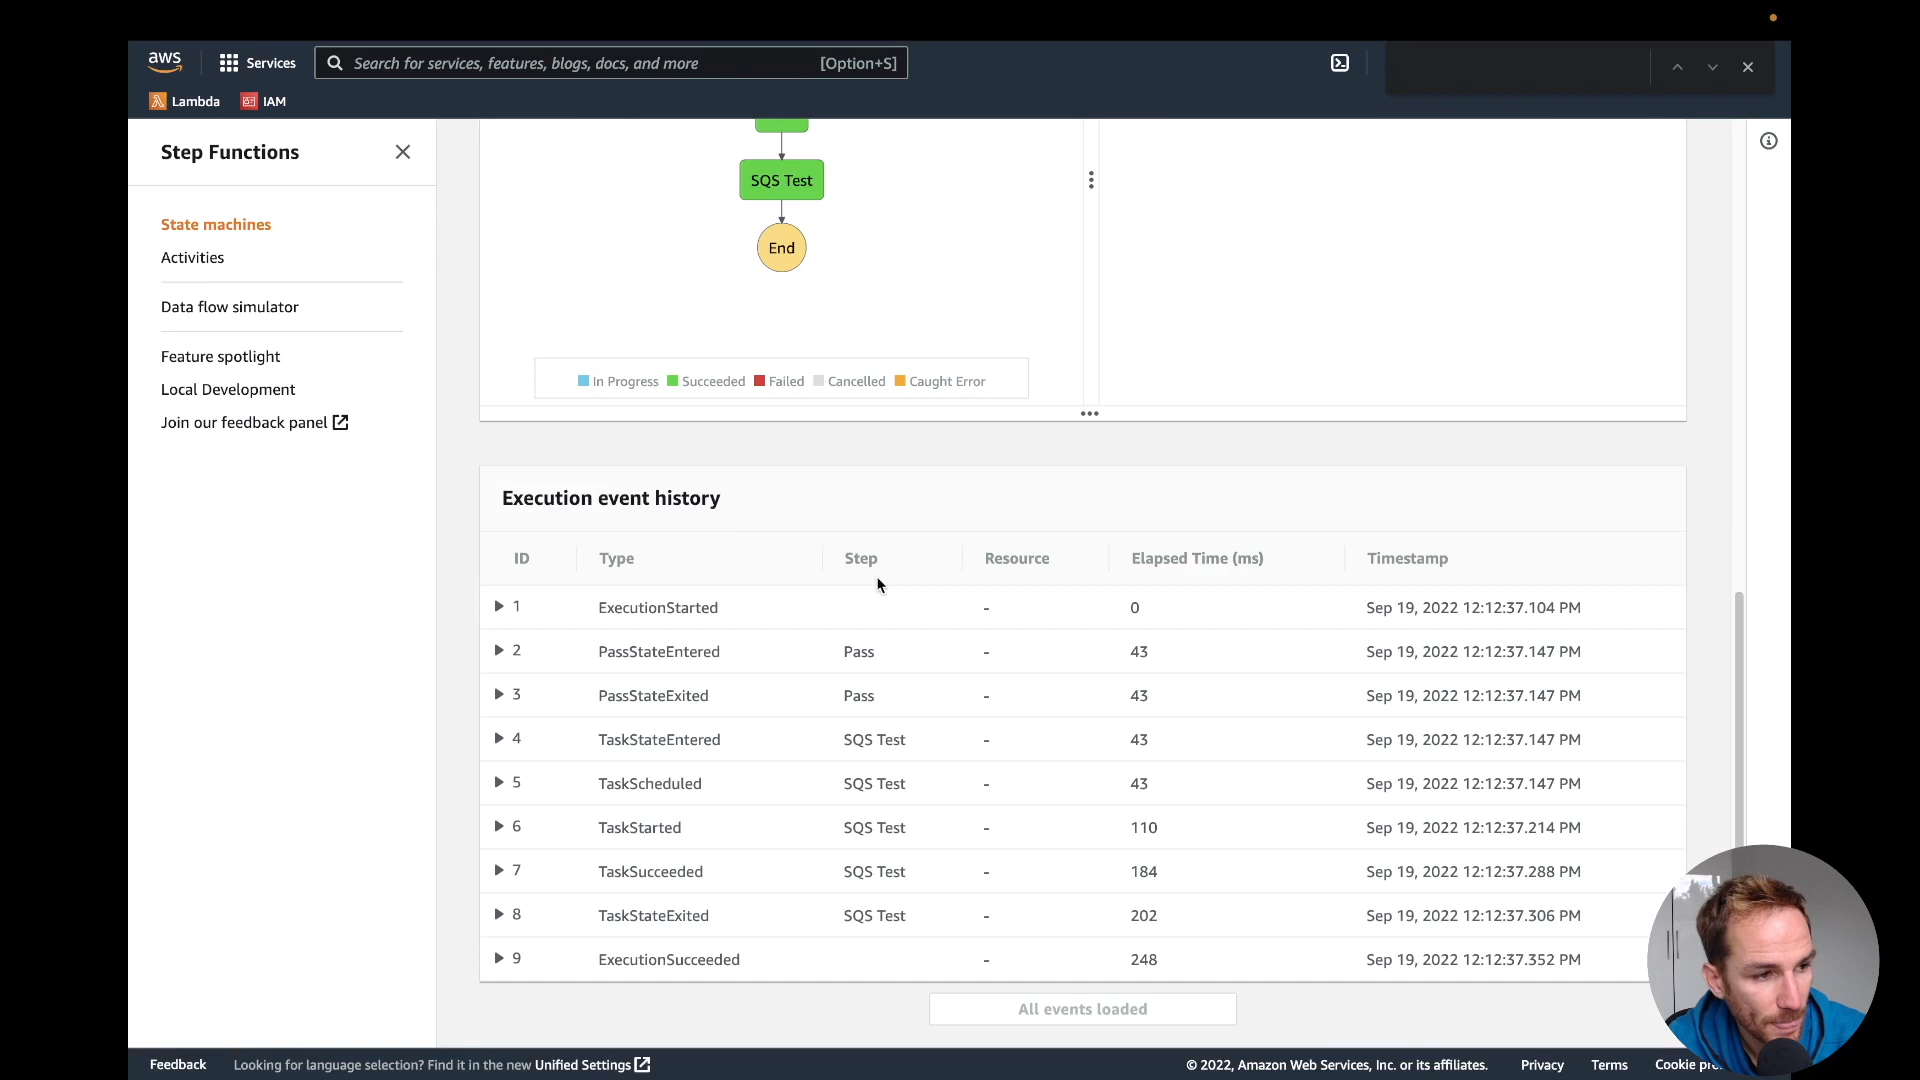 aws
Services
Search for services, features, blogs, docs, and more [Option+S]
Lambda
IAM
Step Functions
State machines
Activities
Data flow simulator
Feature spotlight
Local Development
Join our feedback panel
SQS Test
End
In Progress Succeeded Failed Cancelled Caught Error
Execution event history
ID Type Step Resource Elapsed Time (ms) Timestamp
1 ExecutionStarted - 0 Sep 19, 2022 12:12:37.104 PM
2 PassStateEntered Pass - 43 Sep 19, 2022 12:12:37.147 PM
3 PassStateExited Pass - 43 Sep 19, 2022 12:12:37.147 PM
4 TaskStateEntered SQS Test - 43 Sep 19, 2022 12:12:37.147 PM
5 TaskScheduled SQS Test - 43 Sep 19, 2022 12:12:37.147 PM
6 TaskStarted SQS Test - 110 Sep 19, 2022 12:12:37.214 PM
7 TaskSucceeded SQS Test - 184 Sep 19, 2022 12:12:37.288 PM
8 TaskStateExited SQS Test - 202 Sep 19, 2022 12:12:37.306 PM
9 ExecutionSucceeded - 248 Sep 19, 2022 12:12:37.352 PM
All events loaded
Feedback Looking for language selection? Find it in the new Unified Settings © 2022, Amazon Web Services, Inc. or its affiliates. Privacy Terms Cookie